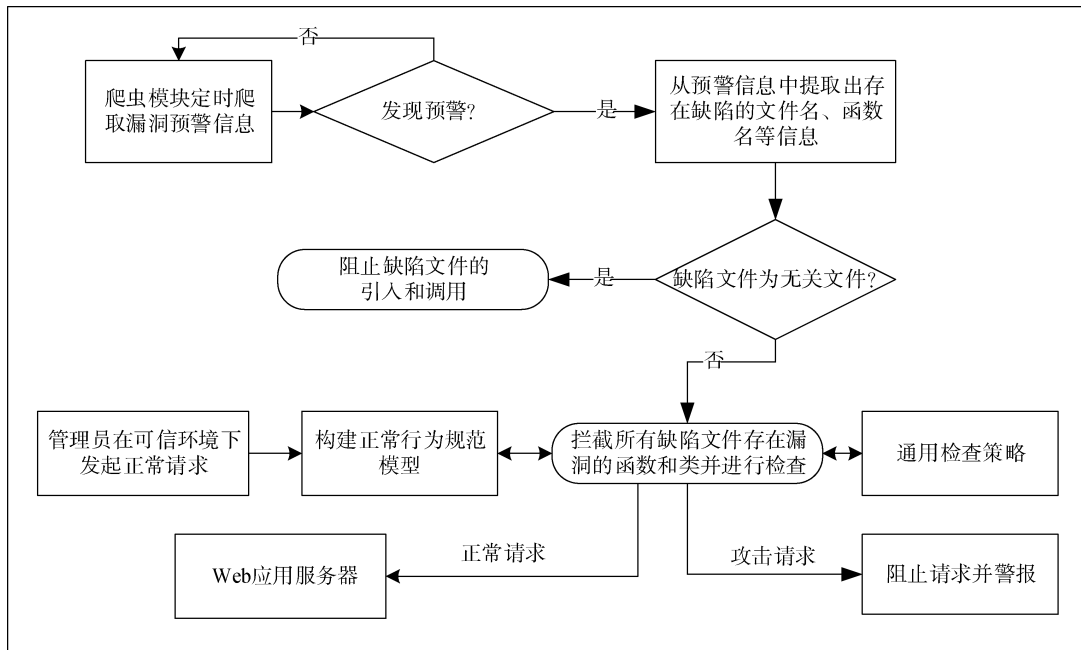 否
爬虫模块定时爬
取漏洞预警信息
发现预警?
是
从预警信息中提取出存
在缺陷的文件名、函数
名等信息
阻止缺陷文件的
引入和调用
是
缺陷文件为无关文件?
否
管理员在可信环境下
发起正常请求
构建正常行为规范
模型
拦截所有缺陷文件存在漏
洞的函数和类并进行检查
通用检查策略
正常请求
攻击请求
Web应用服务器
阻止请求并警报